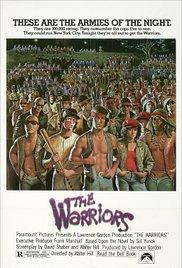 THESE ARE THE ARMIES OF THE NIGHT.
They are 100,000 strong. They outnumber the cops five to one.
They could run New York City. Tonight they're all out to get the Warriors.
THE
WARRIORS
Paramount Pictures Presents A Lawrence Gordon Production "THE WARRIORS"
Executive Producer Frank Marshall Based Upon the Novel by Sol Yurick
Screenplay by David Shaber and Walter Hill Produced by Lawrence Gordon
Directed by Walter Hill Read the Dell Book
R RESTRICTED